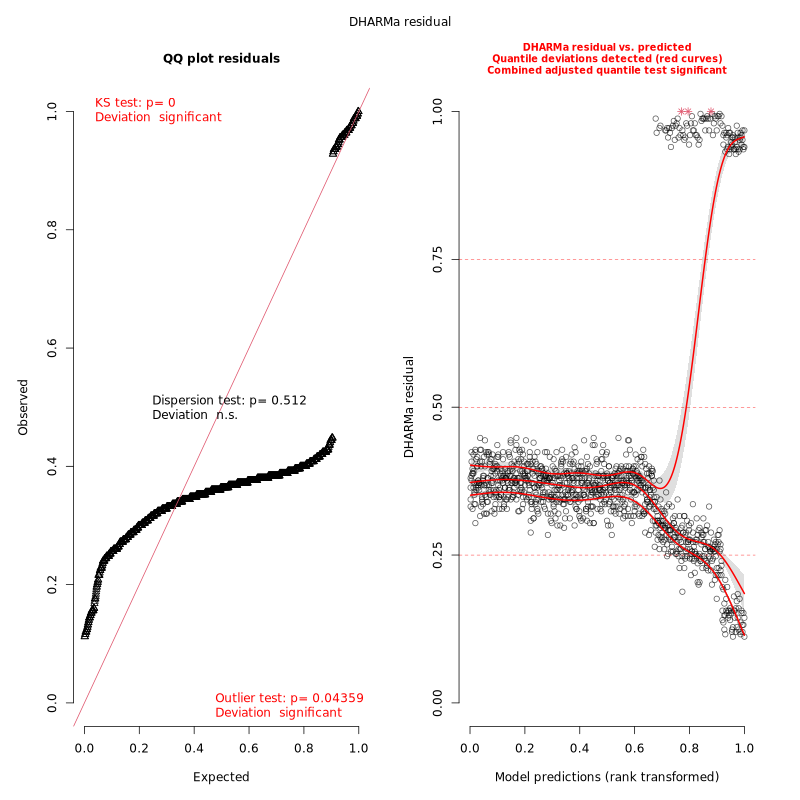 DHARMa residual
QQ plot residuals
KS test: p= 0
Deviation  significant
Dispersion test: p= 0.512
Deviation  n.s.
Outlier test: p= 0.04359
Deviation  significant
Observed
0.0
0.2
0.4
0.6
0.8
1.0
0.0
0.2
0.4
0.6
0.8
1.0
Expected
DHARMa residual vs. predicted
Quantile deviations detected (red curves)
Combined adjusted quantile test significant
DHARMa residual
0.00
0.25
0.50
0.75
1.00
0.0
0.2
0.4
0.6
0.8
1.0
Model predictions (rank transformed)